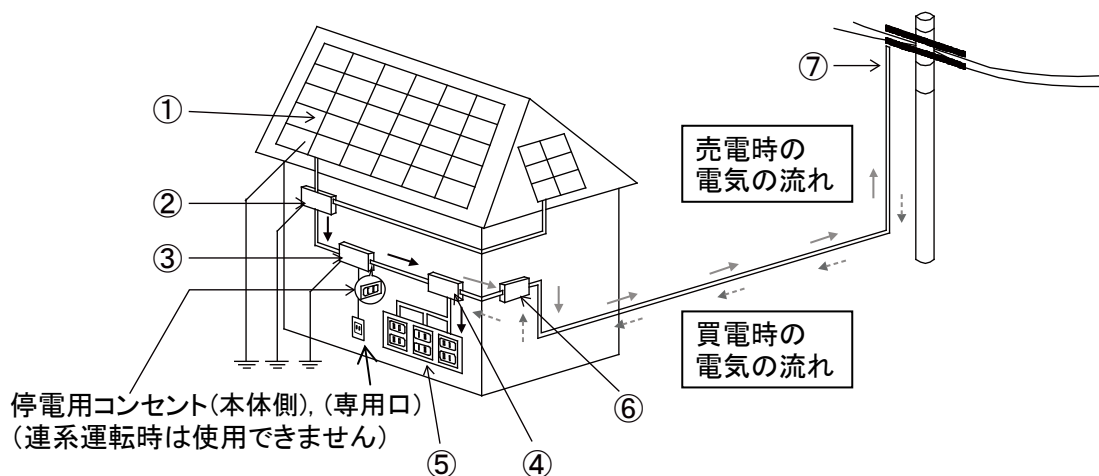 ①
②
③
④
⑤
⑥
⑦
売電時の
電気の流れ
買電時の
電気の流れ
停電用コンセント(本体側), (専用口)
(連系運転時は使用できません)